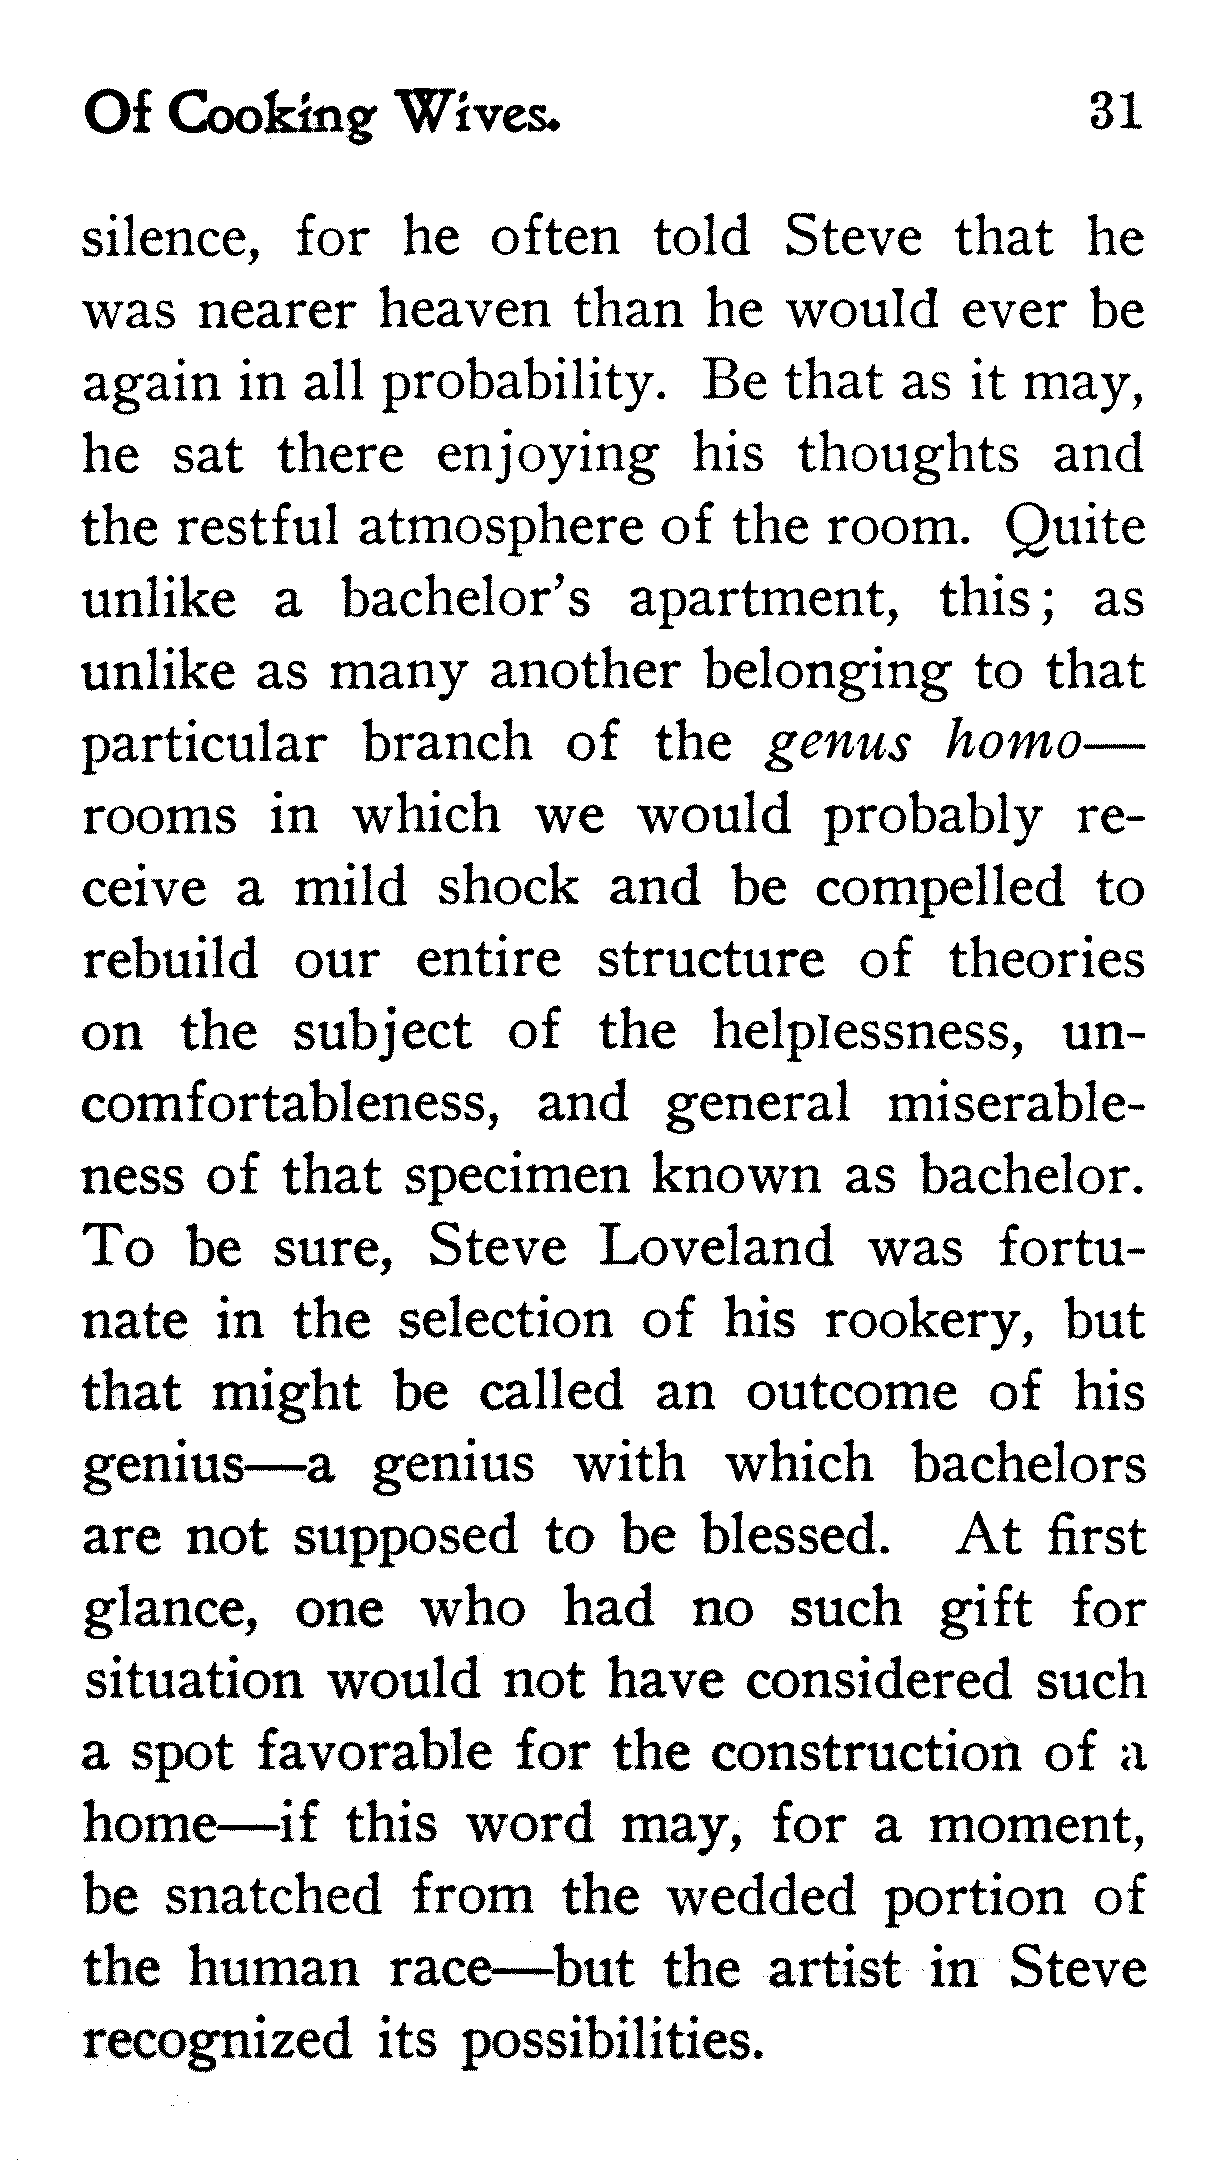 Of Cooking Wives. 31
silence, for he often told Steve that he
was nearer heaven than he would ever be
again in all probability. Be that as it may,
he sat there enjoying his thoughts and
the restful atmosphere of the room. Quite
unlike a bachelor's apartment, this; as
unlike as many another belonging to that
particular branch of the genus homo—
rooms in which we would probably re-
ceive a mild shock and be compelled to
rebuild our entire structure of theories
on the subject of the helplessness, un-
comfortableness, and general miserable-
ness of that specimen known as bachelor.
To be sure, Steve Loveland was fortu-
nate in the selection of his rookery, but
that might be called an outcome of his
genius—a genius with which bachelors
are not supposed to be blessed. At first
glance, one who had no such gift for
situation would not have considered such
a spot favorable for the construction of a
home—if this word may, for a moment,
be snatched from the wedded portion of
the human race—but the artist in Steve
recognized its possibilities.